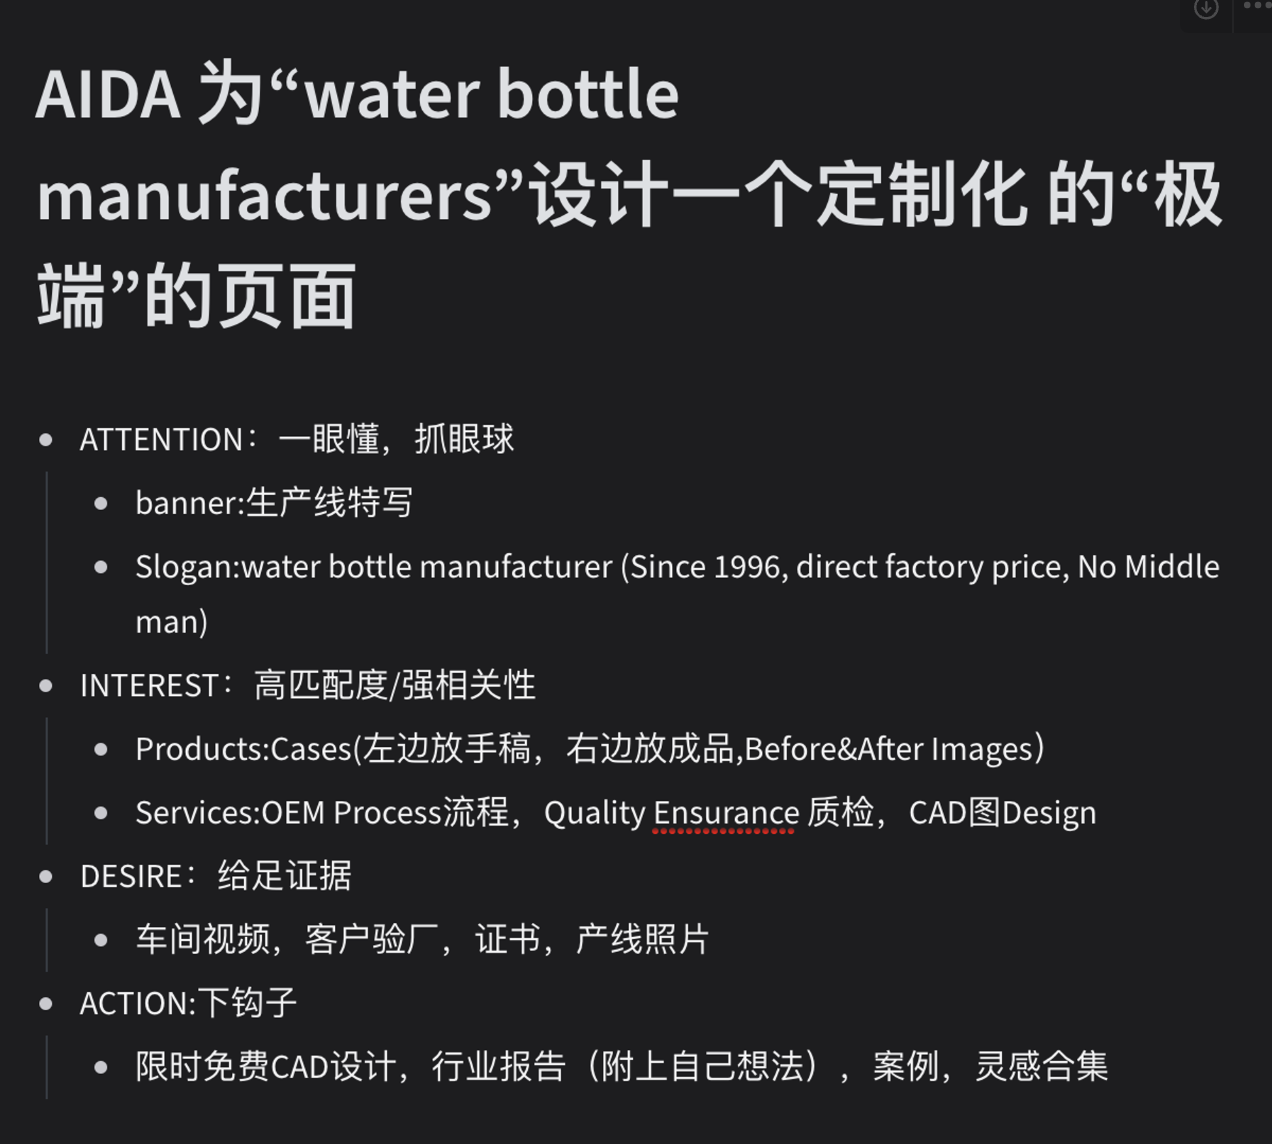 AIDA 为“water bottle
manufacturers”设计一个定制化 的“极
端”的页面
ATTENTION：一眼懂，抓眼球
banner:生产线特写
Slogan:water bottle manufacturer (Since 1996, direct factory price, No Middle
man)
INTEREST：高匹配度/强相关性
Products:Cases(左边放手稿，右边放成品,Before&After Images）
Services:OEM Process流程，Quality Ensurance 质检，CAD图Design
DESIRE：给足证据
车间视频，客户验厂，证书，产线照片
ACTION:下钩子
限时免费CAD设计，行业报告（附上自己想法），案例，灵感合集